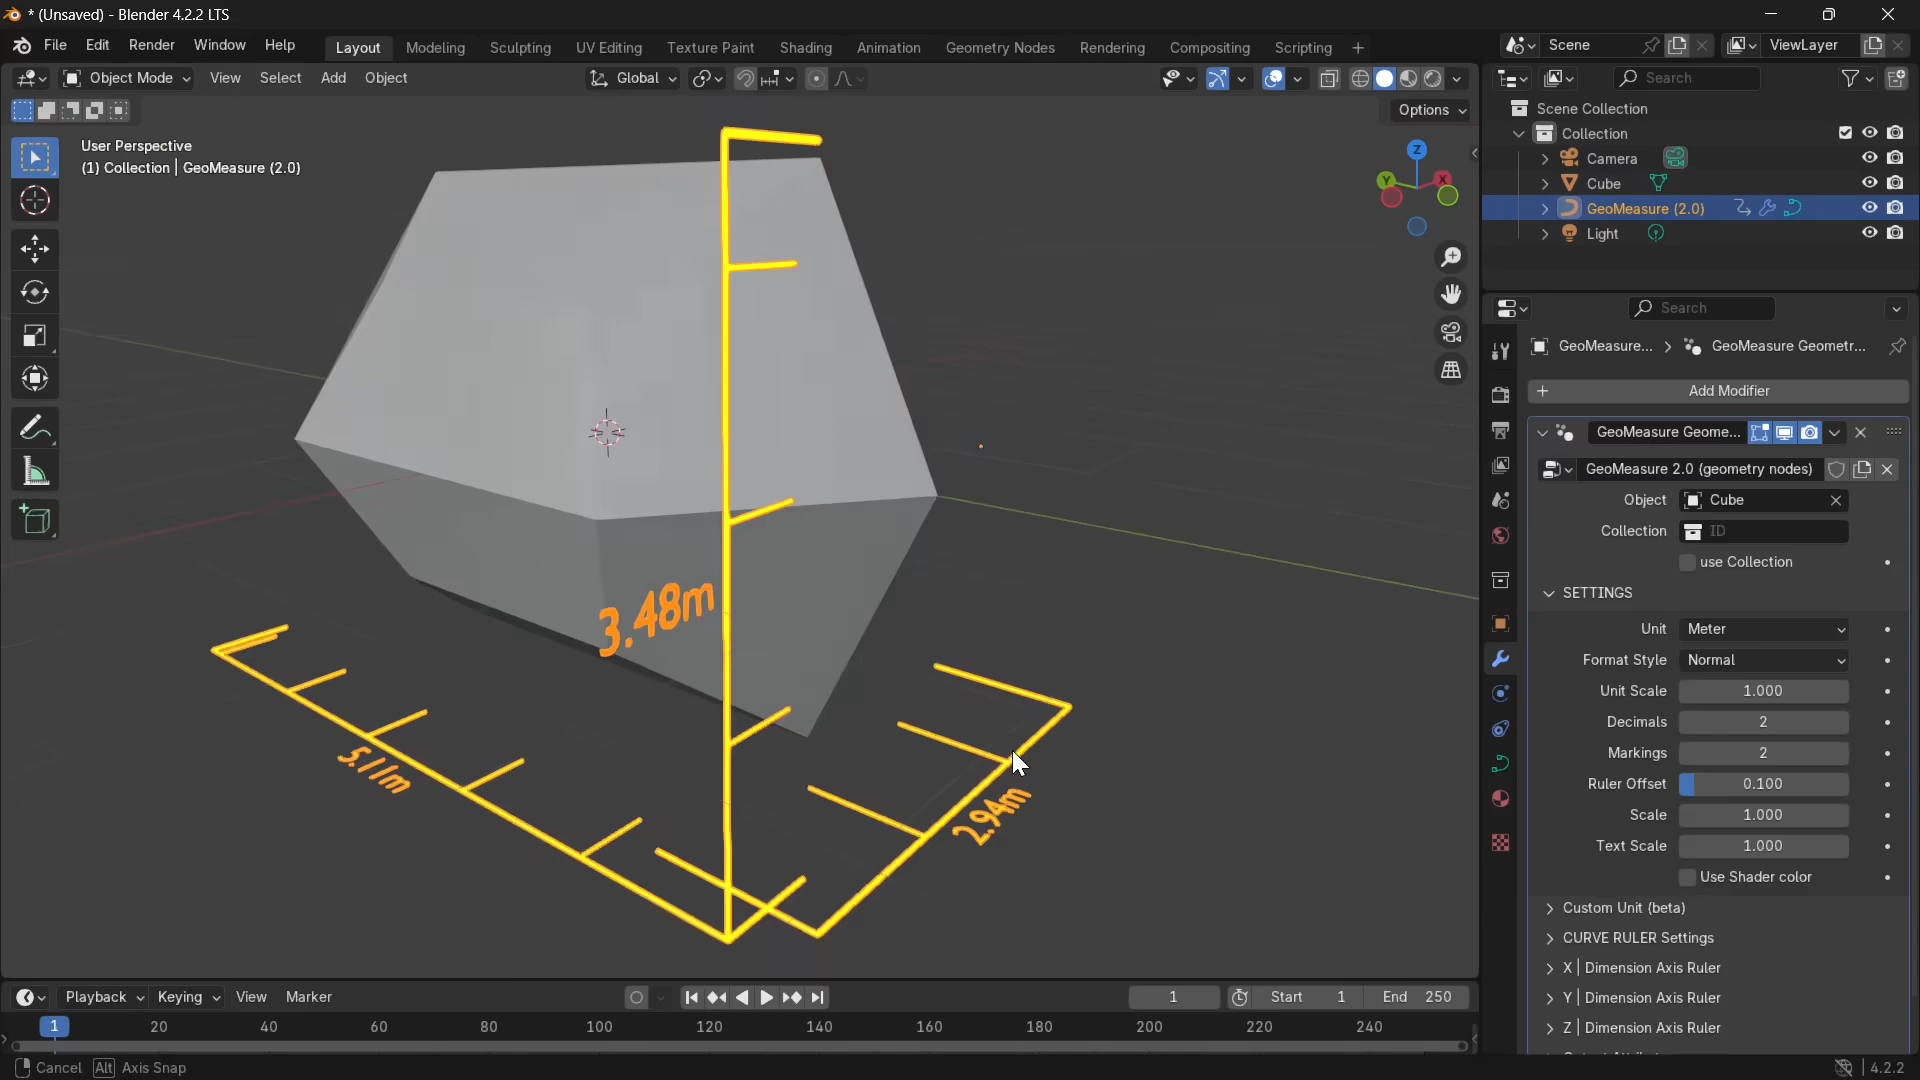 * (Unsaved) - Blender 4.2.2 LTS
File Edit Render Window Help Layout Modeling Sculpting UV Editing Texture Paint Shading Animation Geometry Nodes Rendering Compositing Scripting + Scene ViewLayer
Object Mode View Select Add Object Global Search
Options
User Perspective
(1) Collection | GeoMeasure (2.0)
Z
Y
X
3.48m
5.11m
2.94m
Scene Collection
Collection
Camera
Cube
GeoMeasure (2.0)
Light
Search
GeoMeasure... > GeoMeasure Geometr...
+ Add Modifier
GeoMeasure Geome...
GeoMeasure 2.0 (geometry nodes)
Object Cube
Collection ID
use Collection
SETTINGS
Unit Meter
Format Style Normal
Unit Scale 1.000
Decimals 2
Markings 2
Ruler Offset 0.100
Scale 1.000
Text Scale 1.000
Use Shader color
Custom Unit (beta)
CURVE RULER Settings
X | Dimension Axis Ruler
Y | Dimension Axis Ruler
Z | Dimension Axis Ruler
Playback Keying View Marker 1 Start 1 End 250
1 20 40 60 80 100 120 140 160 180 200 220 240
Cancel Alt Axis Snap 4.2.2